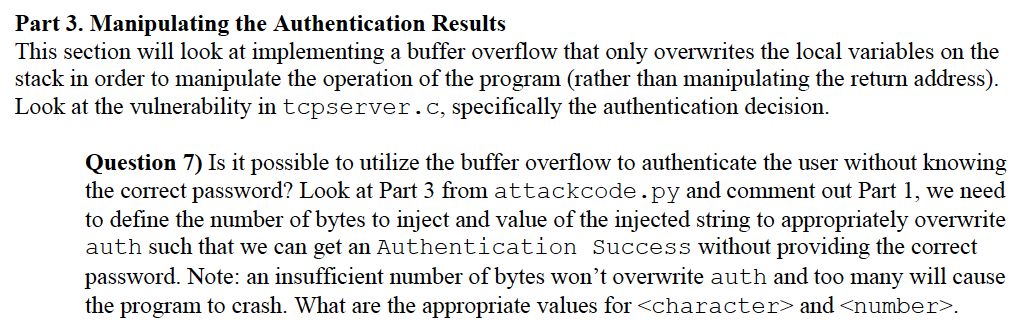 Part 3. Manipulating the Authentication Results
This section will look at implementing a buffer overflow that only overwrites the local variables on the
stack in order to manipulate the operation of the program (rather than manipulating the return address).
Look at the vulnerability in tcpserver.c, specifically the authentication decision.
Question 7) Is it possible to utilize the buffer overflow to authenticate the user without knowing
the correct password? Look at Part 3 from attackcode.py and comment out Part 1, we need
to define the number of bytes to inject and value of the injected string to appropriately overwrite
auth such that we can get an Authentication Success without providing the correct
password. Note: an insufficient number of bytes won’t overwrite auth and too many will cause
the program to crash. What are the appropriate values for <character> and <number>.